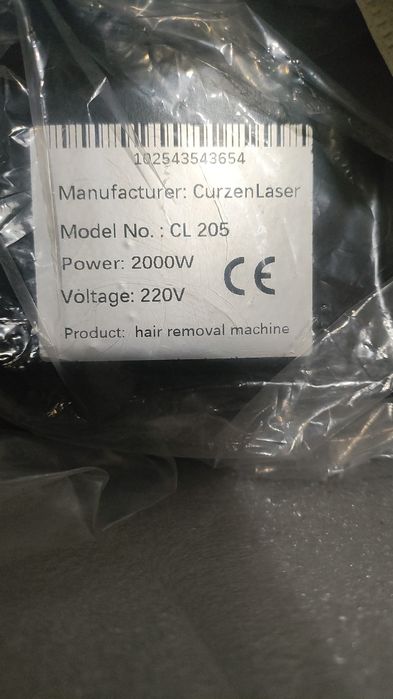 102543543654
Manufacturer: CurzenLaser
Model No. : CL 205
Power: 2000W
CE
Voltage: 220V
Product: hair removal machine